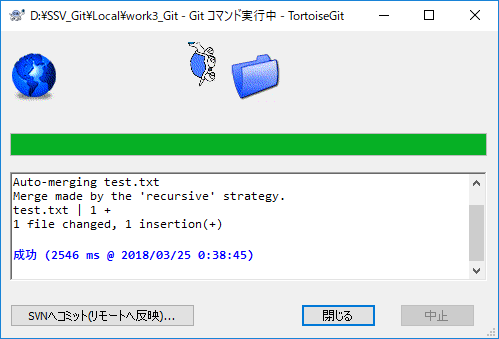 D:¥SSV_Git¥Local¥work3_Git - Git コマンド実行中 - TortoiseGit
Auto-merging test.txt
Merge made by the 'recursive' strategy.
test.txt | 1 +
1 file changed, 1 insertion(+)
成功 (2546 ms @ 2018/03/25 0:38:45)
SVNへコミット(リモートへ反映)...
閉じる
中止